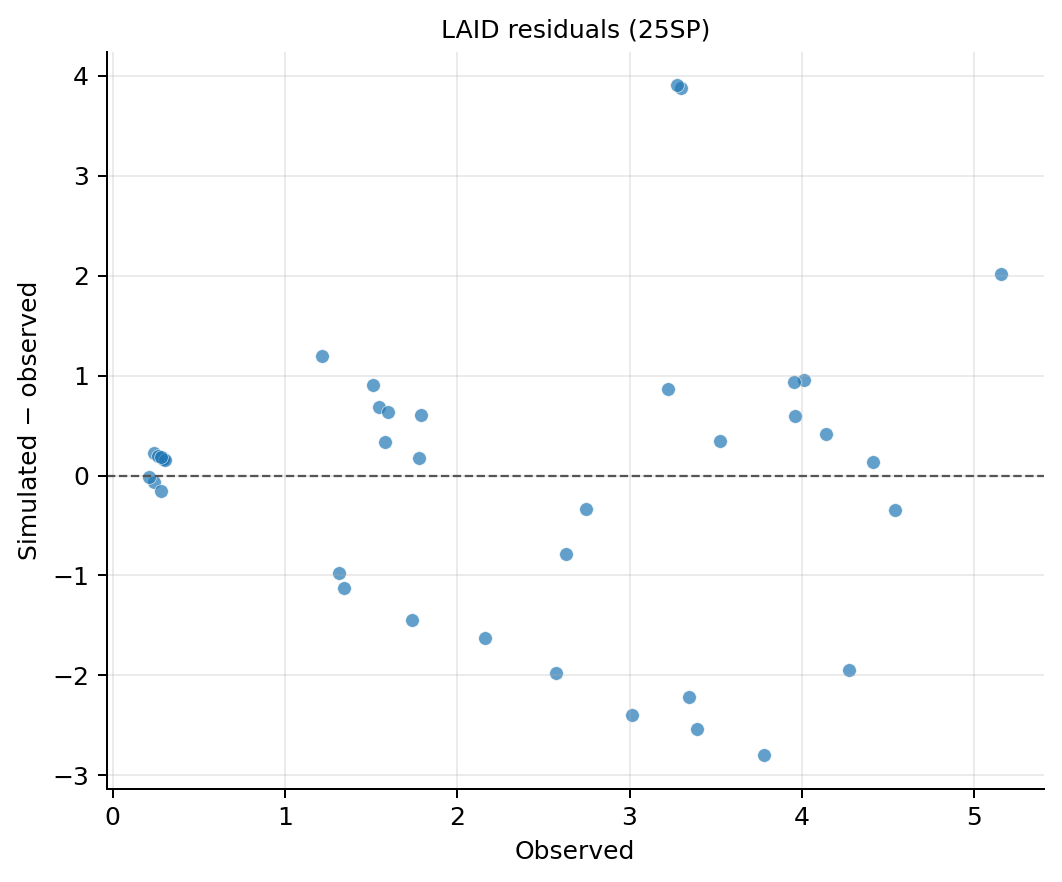 LAID residuals (25SP)
Simulated − observed
4
3
2
1
0
−1
−2
−3
0 1 2 3 4 5
Observed